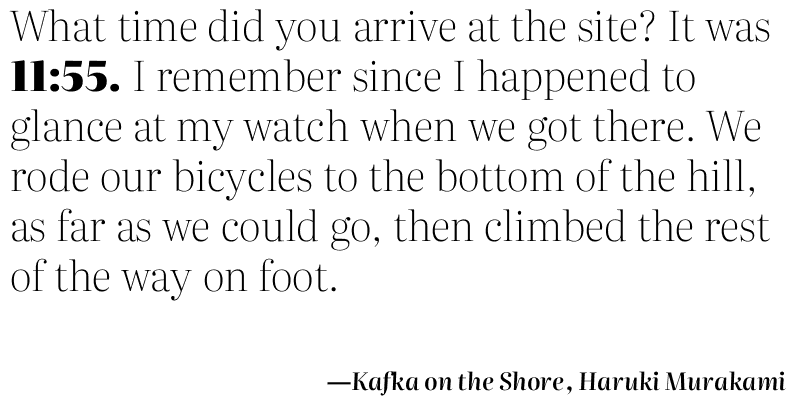 What time did you arrive at the site? It was
11:55. I remember since I happened to
glance at my watch when we got there. We
rode our bicycles to the bottom of the hill,
as far as we could go, then climbed the rest
of the way on foot.
—Kafka on the Shore, Haruki Murakami